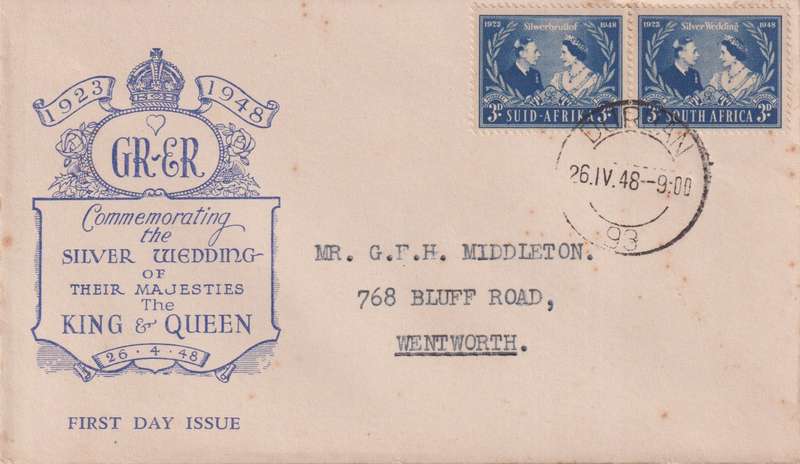 1923 1948
GR-ER
Commemorating
the
SILVER WEDDING
OF
THEIR MAJESTIES
The
KING & QUEEN
26·4·48
FIRST DAY ISSUE
1923 Silwerbruilof 1948
3D SUID-AFRIKA 3D
1923 Silver Wedding 1948
3D SOUTH AFRICA 3D
DURBAN
26.IV.48--9:00
93
MR. G.F.H. MIDDLETON.
768 BLUFF ROAD,
WENTWORTH.